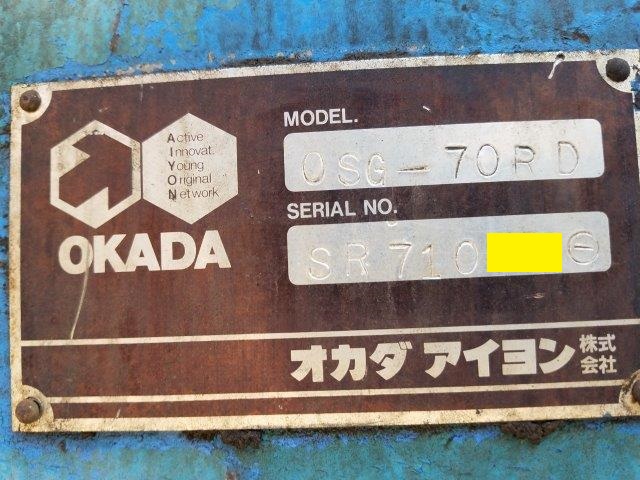 Active
Innovat.
Young
Original
Network
OKADA
MODEL.
OSG-70RD
SERIAL NO.
SR710
オカダ アイヨン 株式会社